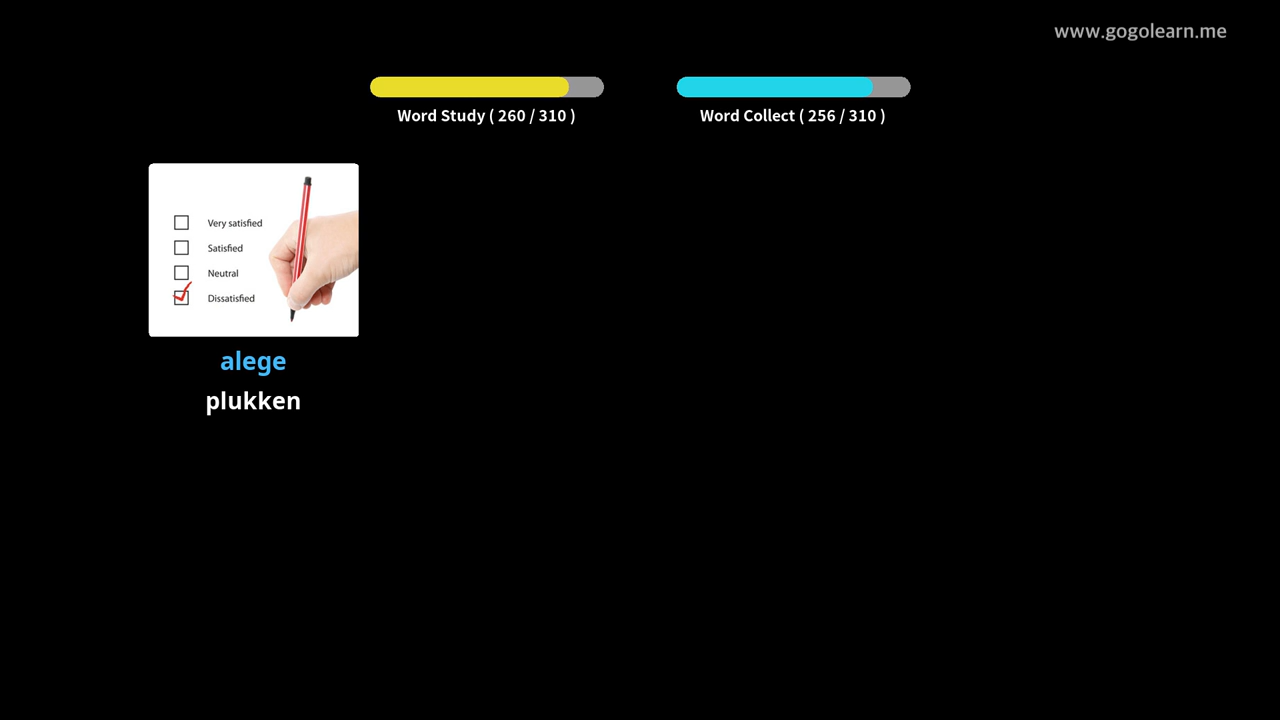 www.gogolearn.me
Word Study ( 260 / 310 )
Word Collect ( 256 / 310 )
Very satisfied
Satisfied
Neutral
Dissatisfied
alege
plukken